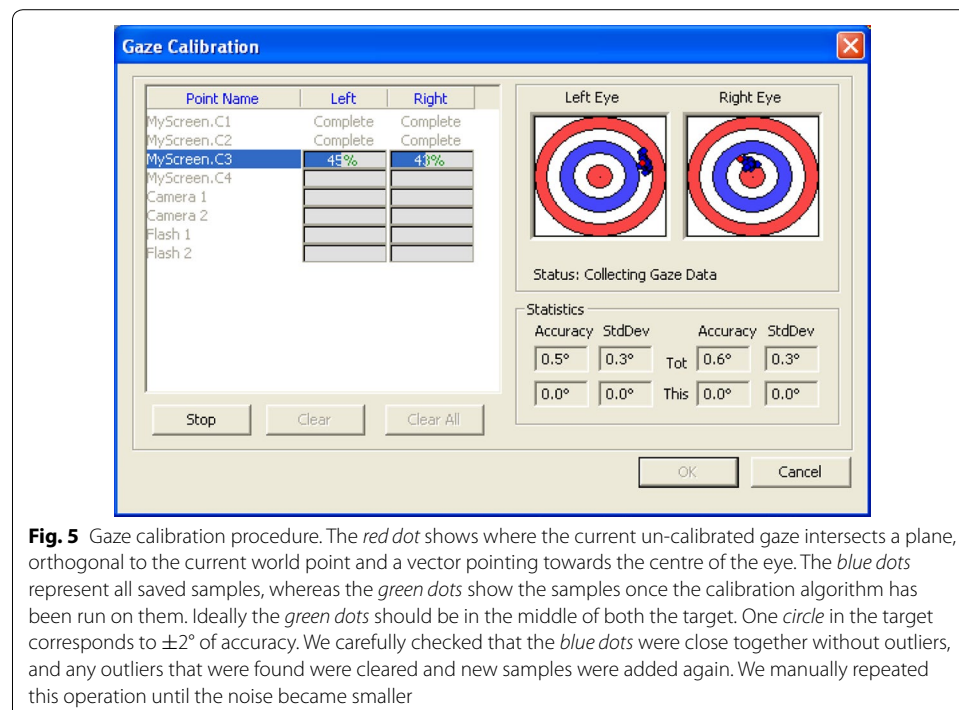 Gaze Calibration
Point Name Left Right
MyScreen.C1 Complete Complete
MyScreen.C2 Complete Complete
MyScreen.C3 45% 43%
MyScreen.C4
Camera 1
Camera 2
Flash 1
Flash 2
Stop Clear Clear All
Left Eye Right Eye
Status: Collecting Gaze Data
Statistics
Accuracy StdDev Accuracy StdDev
0.5° 0.3° Tot 0.6° 0.3°
0.0° 0.0° This 0.0° 0.0°
OK Cancel
Fig. 5 Gaze calibration procedure. The red dot shows where the current un-calibrated gaze intersects a plane,
orthogonal to the current world point and a vector pointing towards the centre of the eye. The blue dots
represent all saved samples, whereas the green dots show the samples once the calibration algorithm has
been run on them. Ideally the green dots should be in the middle of both the target. One circle in the target
corresponds to ±2° of accuracy. We carefully checked that the blue dots were close together without outliers,
and any outliers that were found were cleared and new samples were added again. We manually repeated
this operation until the noise became smaller